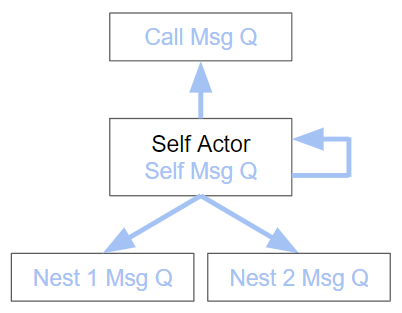 Call Msg Q
Self Actor
Self Msg Q
Nest 1 Msg Q
Nest 2 Msg Q